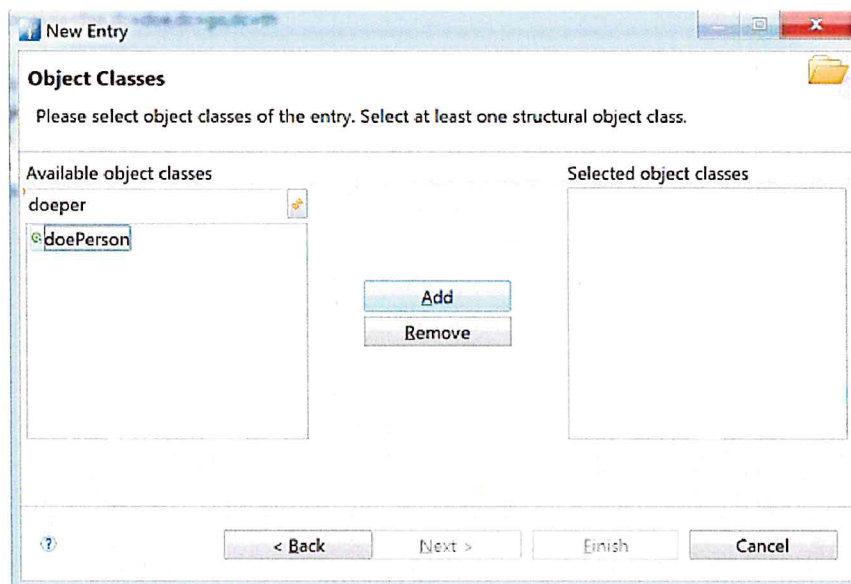 New Entry
Object Classes
Please select object classes of the entry. Select at least one structural object class.
Available object classes
Selected object classes
doeper
doePerson
Add
Remove
< Back
Next >
Finish
Cancel